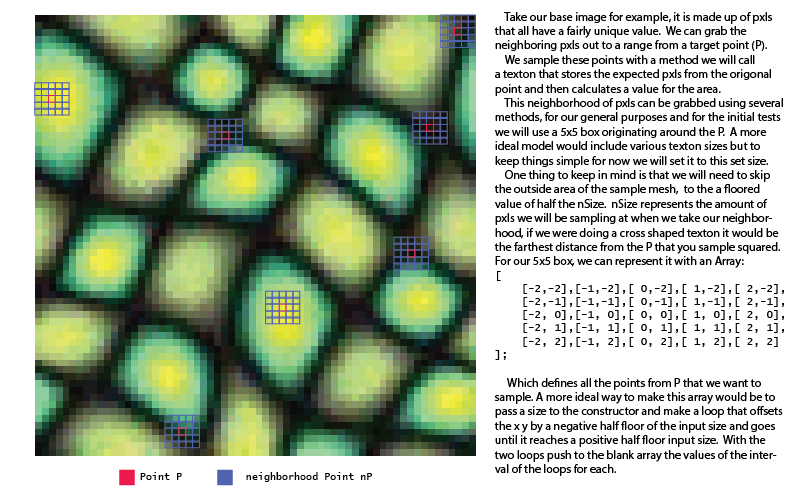 Take our base image for example, it is made up of pxls
that all have a fairly unique value. We can grab the
neighboring pxls out to a range from a target point (P).
We sample these points with a method we will call
a texton that stores the expected pxls from the origonal
point and then calculates a value for the area.
This neighborhood of pxls can be grabbed using several
methods, for our general purposes and for the initial tests
we will use a 5x5 box originating around the P. A more
ideal model would include various texton sizes but to
keep things simple for now we will set it to this set size.
One thing to keep in mind is that we will need to skip
the outside area of the sample mesh, to the a floored
value of half the nSize. nSize represents the amount of
pxls we will be sampling at when we take our neighbor-
hood, if we were doing a cross shaped texton it would be
the farthest distance from the P that you sample squared.
For our 5x5 box, we can represent it with an Array:
[
[-2,-2],[-1,-2],[ 0,-2],[ 1,-2],[ 2,-2],
[-2,-1],[-1,-1],[ 0,-1],[ 1,-1],[ 2,-1],
[-2, 0],[-1, 0],[ 0, 0],[ 1, 0],[ 2, 0],
[-2, 1],[-1, 1],[ 0, 1],[ 1, 1],[ 2, 1],
[-2, 2],[-1, 2],[ 0, 2],[ 1, 2],[ 2, 2]
];
Which defines all the points from P that we want to
sample. A more ideal way to make this array would be to
pass a size to the constructor and make a loop that offsets
the x y by a negative half floor of the input size and goes
until it reaches a positive half floor input size. With the
two loops push to the blank array the values of the inter-
val of the loops for each.
Point P
neighborhood Point nP